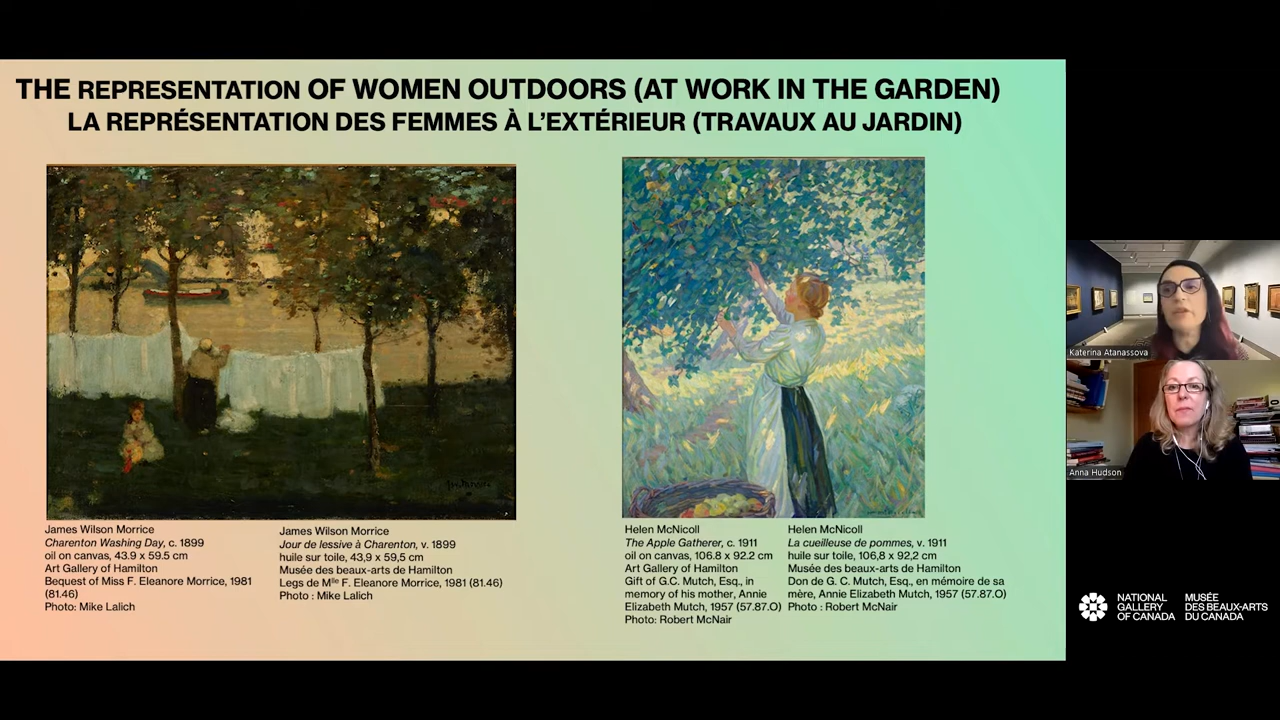 THE REPRESENTATION OF WOMEN OUTDOORS (AT WORK IN THE GARDEN)
LA REPRÉSENTATION DES FEMMES À L'EXTÉRIEUR (TRAVAUX AU JARDIN)
James Wilson Morrice
Charenton Washing Day, c. 1899
oil on canvas, 43.9 x 59.5 cm
Art Gallery of Hamilton
Bequest of Miss F. Eleanore Morrice, 1981
(81.46)
Photo: Mike Lalich
James Wilson Morrice
Jour de lessive à Charenton, v. 1899
huile sur toile, 43,9 x 59,5 cm
Musée des beaux-arts de Hamilton
Legs de Mlle F. Eleanore Morrice, 1981 (81.46)
Photo : Mike Lalich
Helen McNicoll
The Apple Gatherer, c. 1911
oil on canvas, 106.8 x 92.2 cm
Art Gallery of Hamilton
Gift of G.C. Mutch, Esq., in
memory of his mother, Annie
Elizabeth Mutch, 1957 (57.87.O)
Photo: Robert McNair
Helen McNicoll
La cueilleuse de pommes, v. 1911
huile sur toile, 106,8 x 92,2 cm
Musée des beaux-arts de Hamilton
Don de G. C. Mutch, Esq., en mémoire de sa
mère, Annie Elizabeth Mutch, 1957 (57.87.O)
Photo : Robert McNair
Katerina Atanassova
Anna Hudson
NATIONAL
GALLERY
OF CANADA
MUSÉE
DES BEAUX-ARTS
DU CANADA